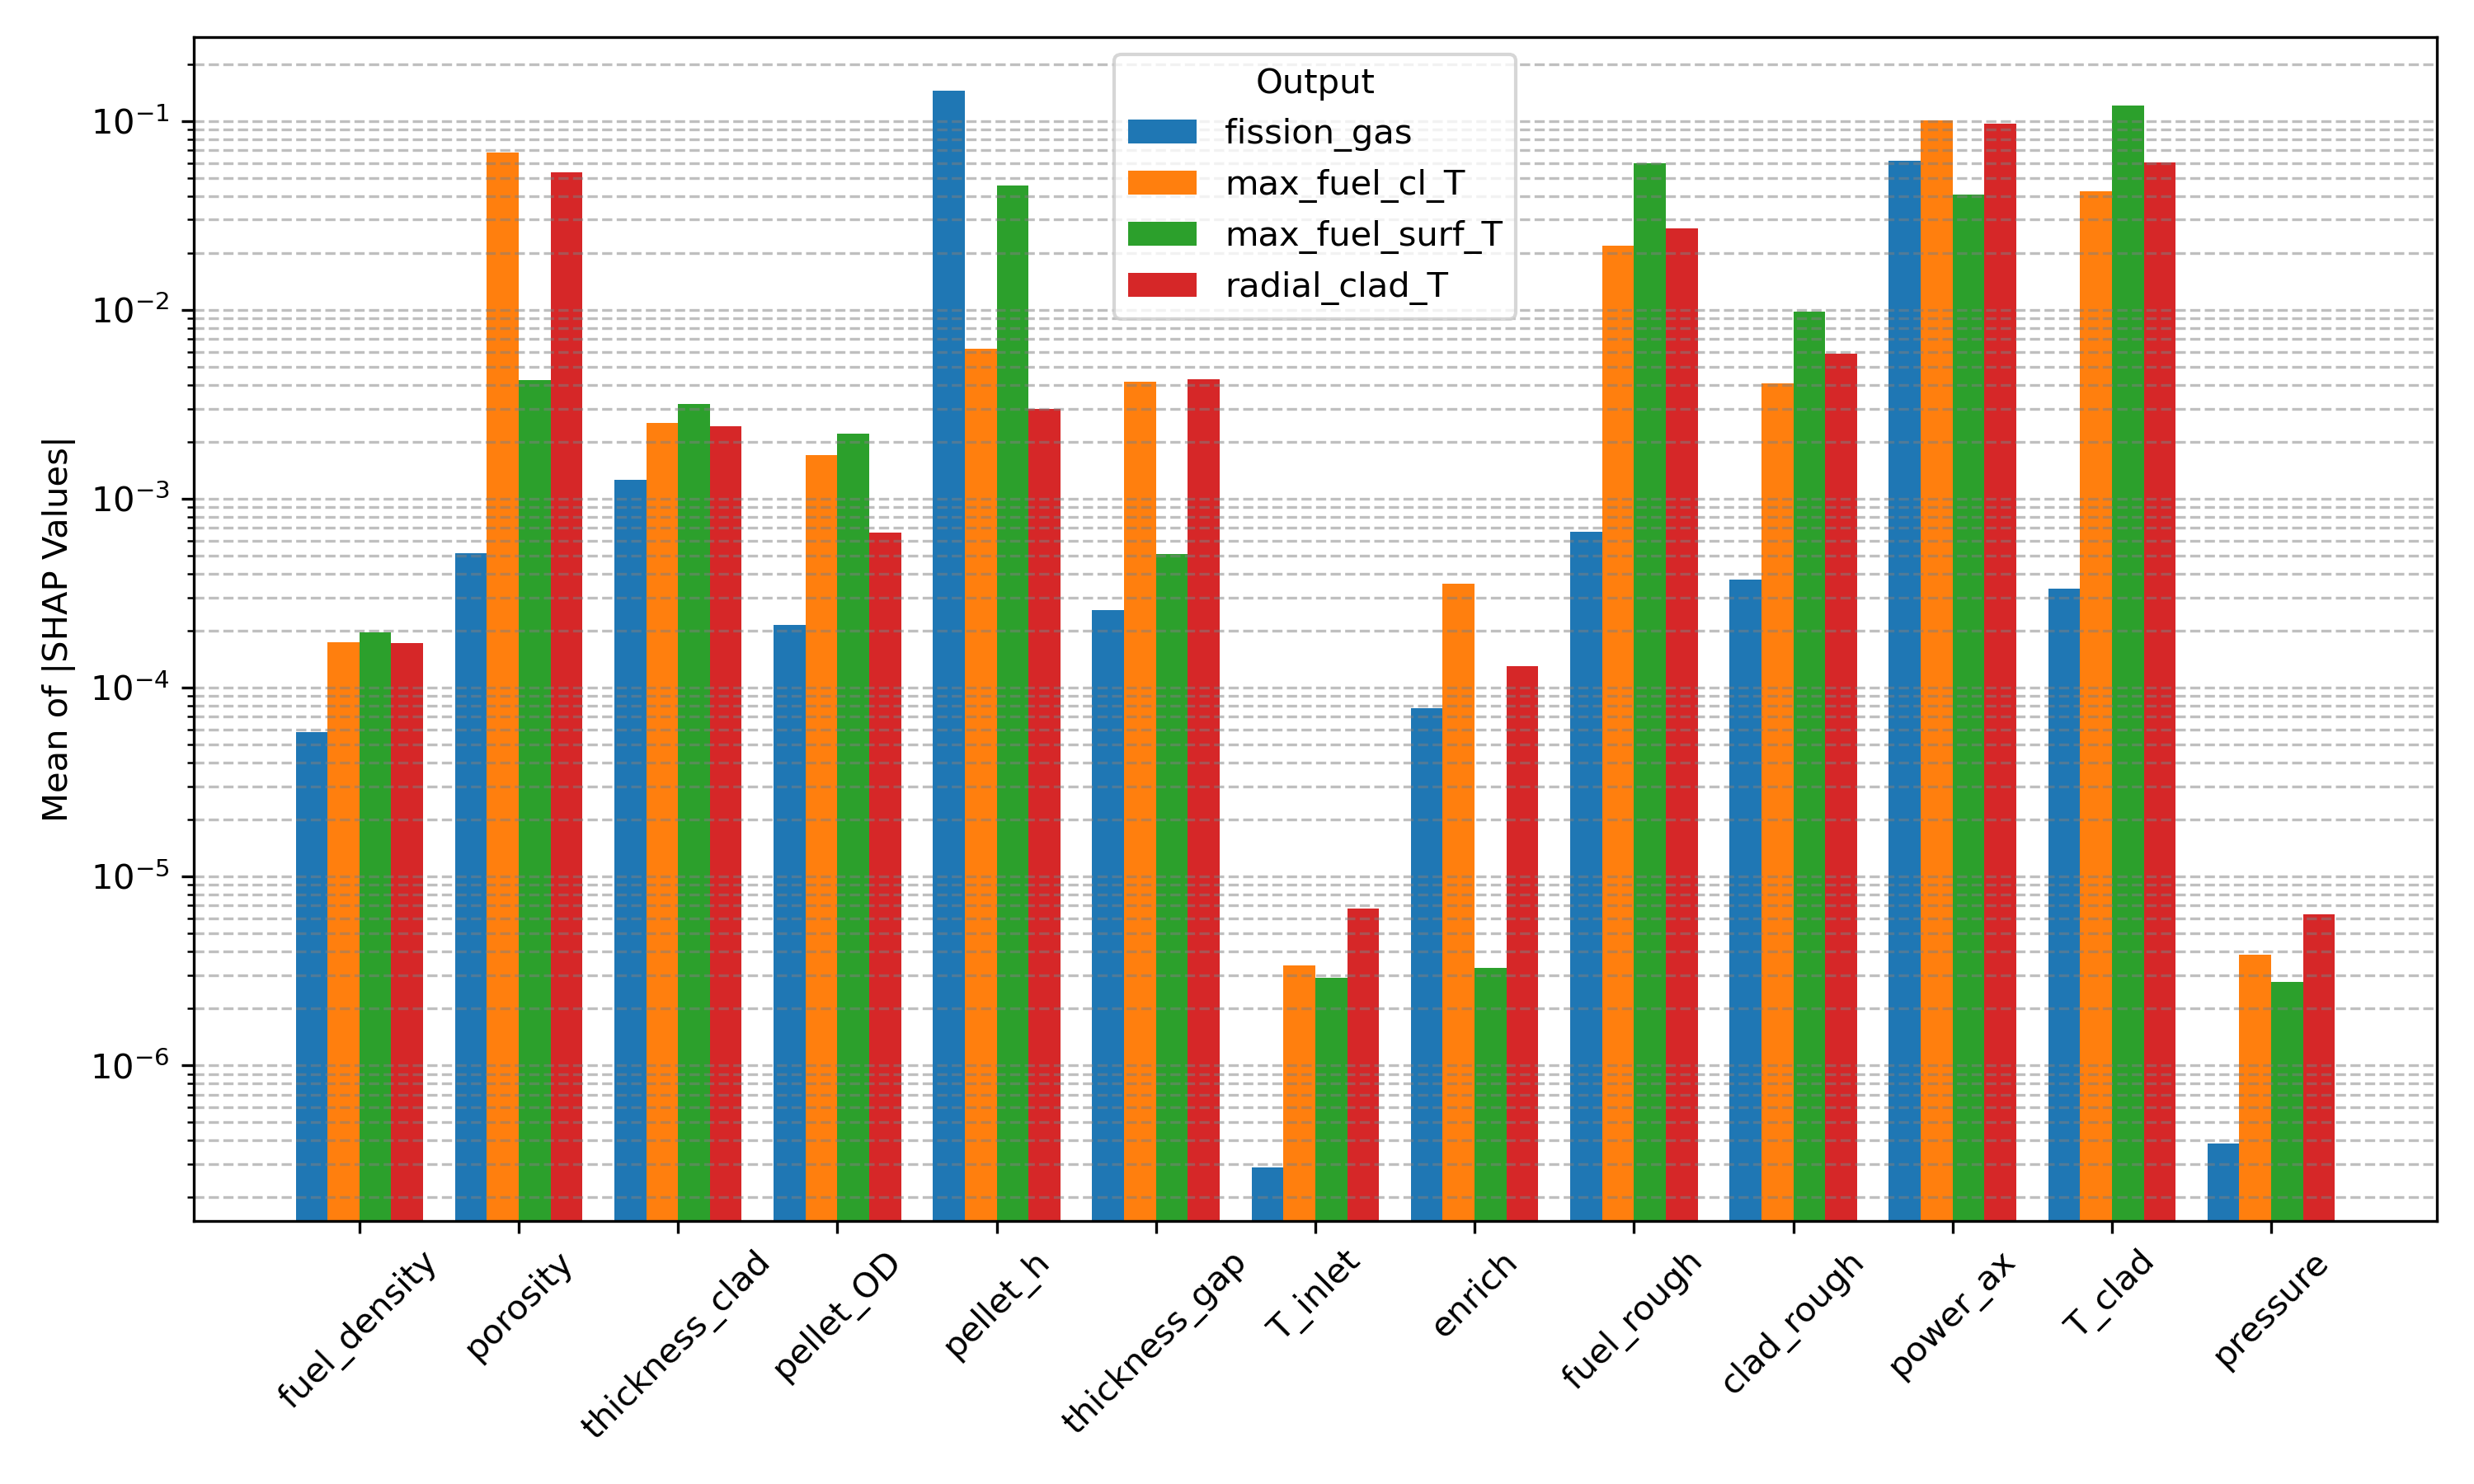 Output
fission_gas
max_fuel_cl_T
max_fuel_surf_T
radial_clad_T
Mean of |SHAP Values|
10⁻¹
10⁻²
10⁻³
10⁻⁴
10⁻⁵
10⁻⁶
fuel_density
porosity
thickness_clad
pellet_OD
pellet_h
thickness_gap
T_inlet
enrich
fuel_rough
clad_rough
power_ax
T_clad
pressure